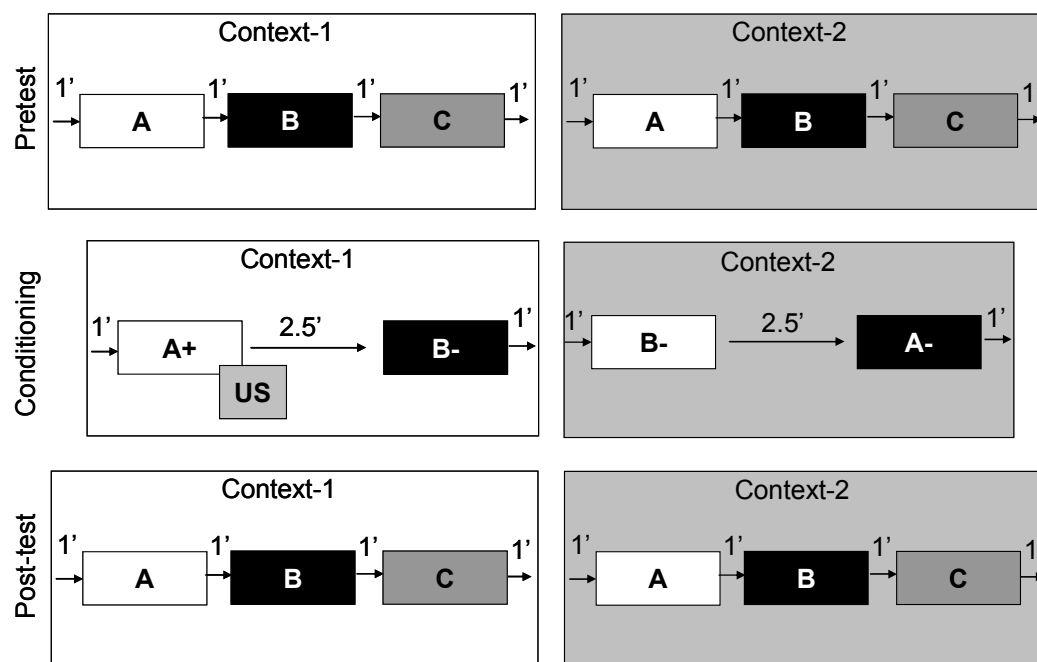 Pretest
Context-1
1' 1' 1' 1'
A B C
Context-2
1' 1' 1' 1
A B C
Conditioning
Context-1
1' 2.5' 1'
A+ B-
US
Context-2
1' 2.5' 1'
B- A-
Post-test
Context-1
1' 1' 1' 1'
A B C
Context-2
1' 1' 1' 1
A B C